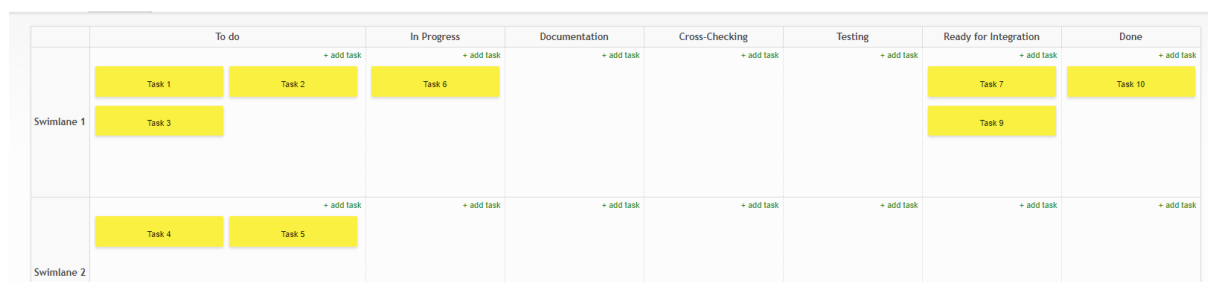 To do In Progress Documentation Cross-Checking Testing Ready for Integration Done
+ add task + add task + add task + add task + add task + add task + add task
Task 1 Task 2 Task 6 Task 7 Task 10
Swimlane 1 Task 3 Task 9
+ add task + add task + add task + add task + add task + add task + add task
Task 4 Task 5
Swimlane 2